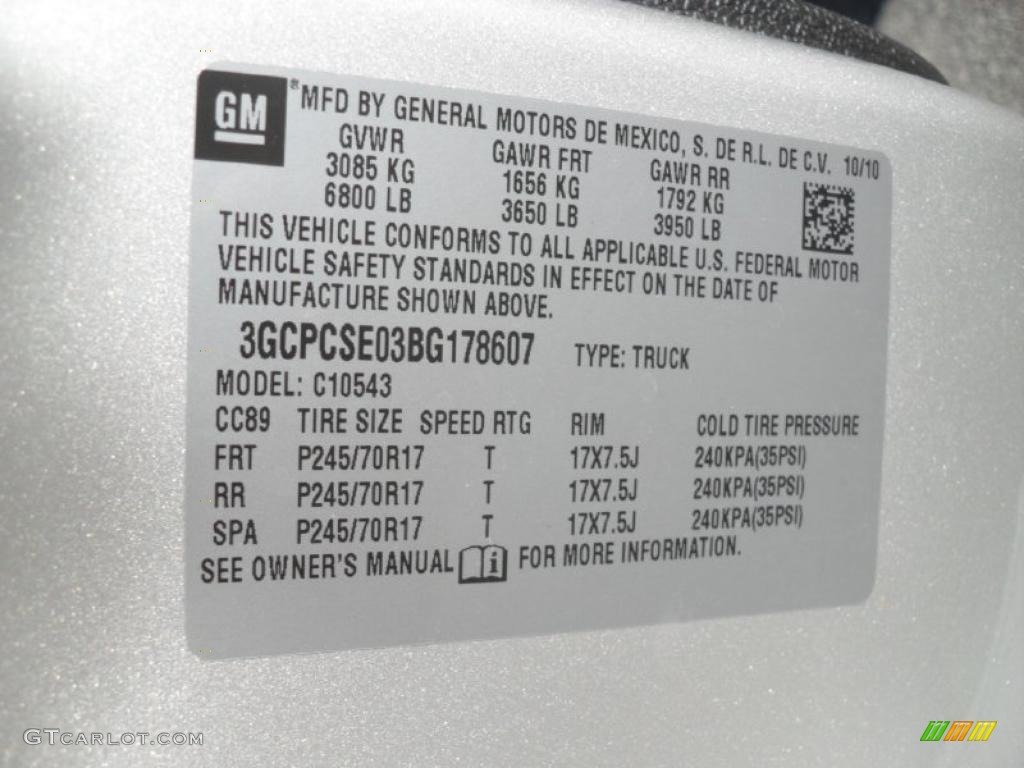 GM ® MFD BY GENERAL MOTORS DE MEXICO, S. DE R.L. DE C.V. 10/10
GVWR GAWR FRT GAWR RR
3085 KG 1656 KG 1792 KG
6800 LB 3650 LB 3950 LB
THIS VEHICLE CONFORMS TO ALL APPLICABLE U.S. FEDERAL MOTOR
VEHICLE SAFETY STANDARDS IN EFFECT ON THE DATE OF
MANUFACTURE SHOWN ABOVE.
3GCPCSE03BG178607 TYPE: TRUCK
MODEL: C10543
CC89 TIRE SIZE SPEED RTG RIM COLD TIRE PRESSURE
FRT P245/70R17 T 17X7.5J 240KPA(35PSI)
RR P245/70R17 T 17X7.5J 240KPA(35PSI)
SPA P245/70R17 T 17X7.5J 240KPA(35PSI)
SEE OWNER'S MANUAL i FOR MORE INFORMATION.
GTCARLOT.COM